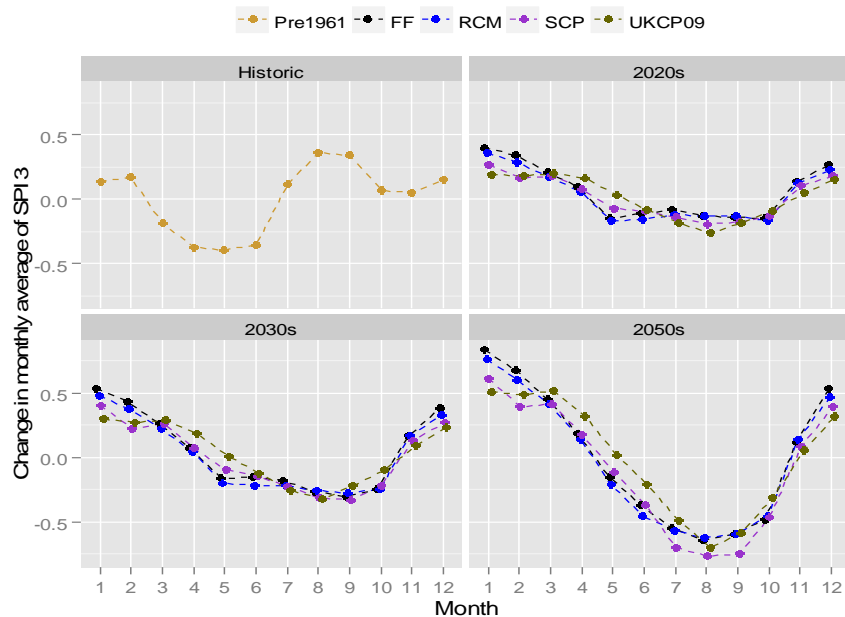 Pre1961 FF RCM SCP UKCP09
Historic 2020s
0.5
0.0
-0.5
2030s 2050s
0.5
0.0
-0.5
Change in monthly average of SPI 3
1 2 3 4 5 6 7 8 9 10 11 12 1 2 3 4 5 6 7 8 9 10 11 12
Month